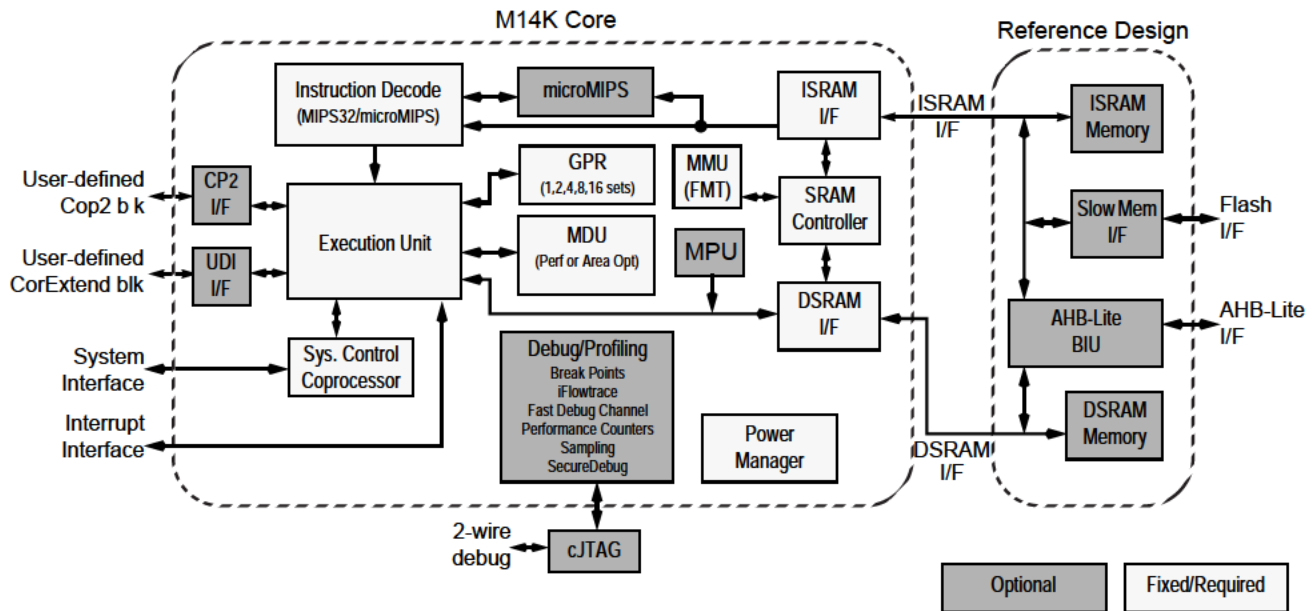 M14K Core
Reference Design
Instruction Decode
(MIPS32/microMIPS)
microMIPS
ISRAM
I/F
ISRAM
I/F
ISRAM
Memory
User-defined
Cop2 b k
CP2
I/F
GPR
(1,2,4,8,16 sets)
MMU
(FMT)
SRAM
Controller
Slow Mem
I/F
Flash
I/F
Execution Unit
User-defined
CorExtend blk
UDI
I/F
MDU
(Perf or Area Opt)
MPU
DSRAM
I/F
AHB-Lite
BIU
AHB-Lite
I/F
System
Interface
Sys. Control
Coprocessor
Debug/Profiling
Break Points
iFlowtrace
Fast Debug Channel
Performance Counters
Sampling
SecureDebug
Interrupt
Interface
Power
Manager
DSRAM
I/F
DSRAM
Memory
2-wire
debug
cJTAG
Optional
Fixed/Required